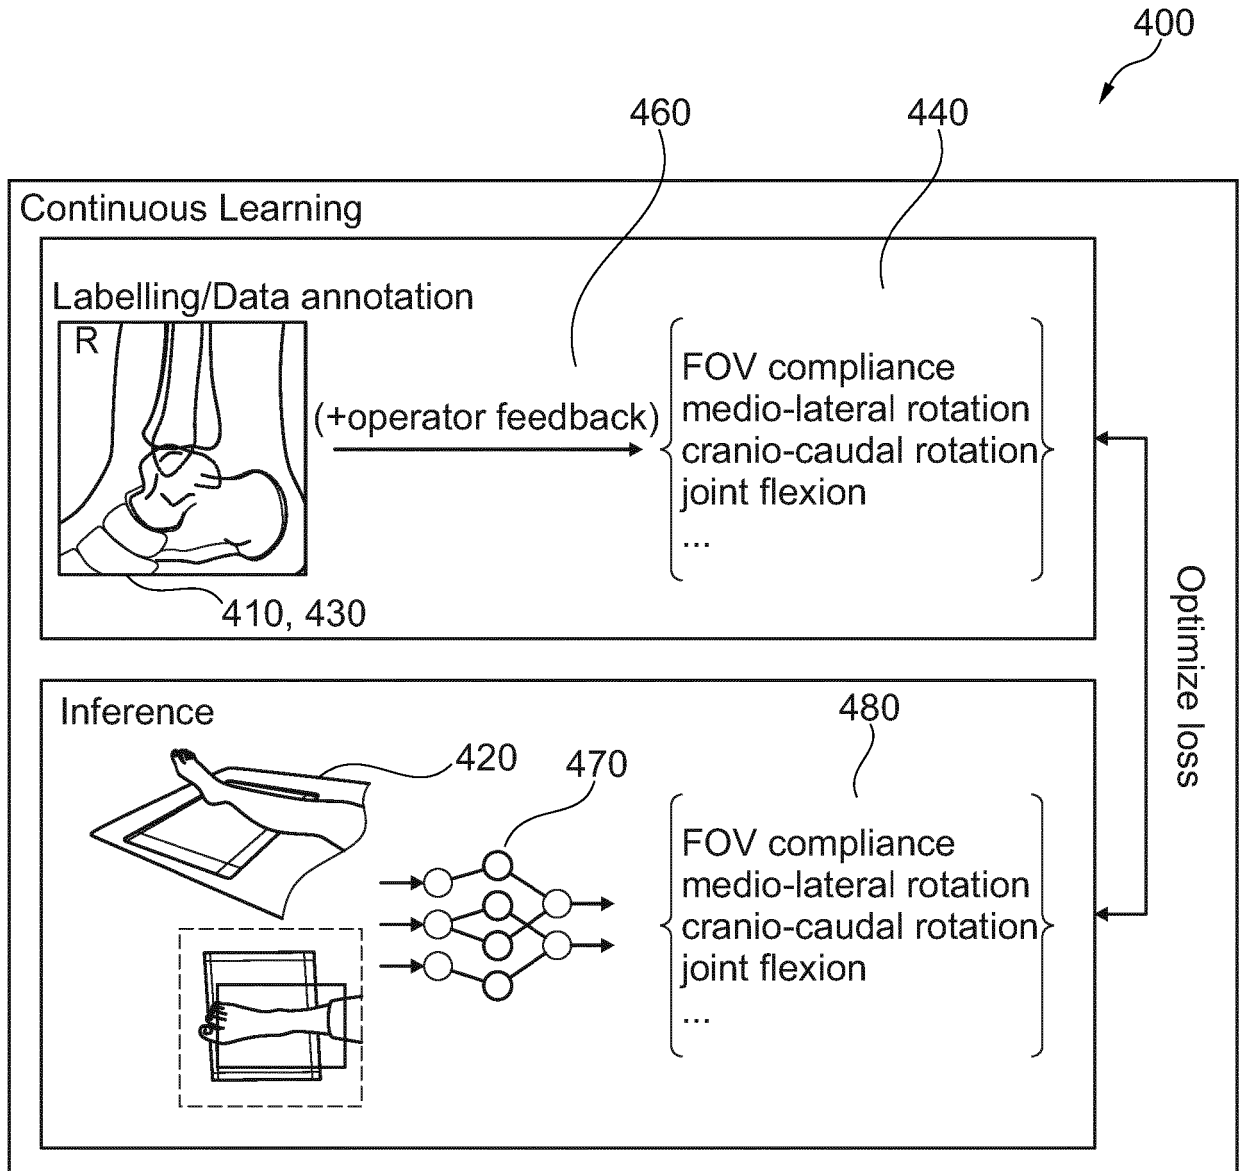 400
460
440
Continuous Learning
Labelling/Data annotation
R
(+operator feedback)
FOV compliance
medio-lateral rotation
cranio-caudal rotation
joint flexion
...
410, 430
Optimize loss
Inference
420
470
480
FOV compliance
medio-lateral rotation
cranio-caudal rotation
joint flexion
...